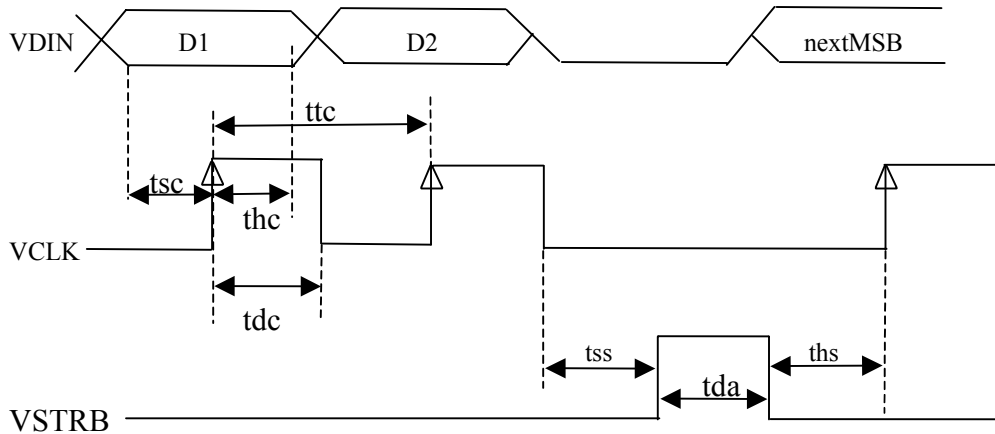 VDIN
D1
D2
nextMSB
ttc
tsc
thc
VCLK
tdc
tss
ths
tda
VSTRB